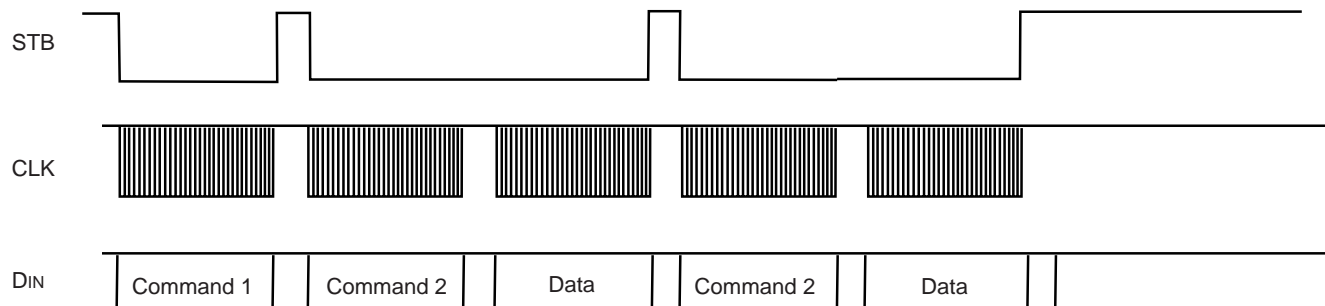 STB
CLK
DIN Command 1 Command 2 Data Command 2 Data